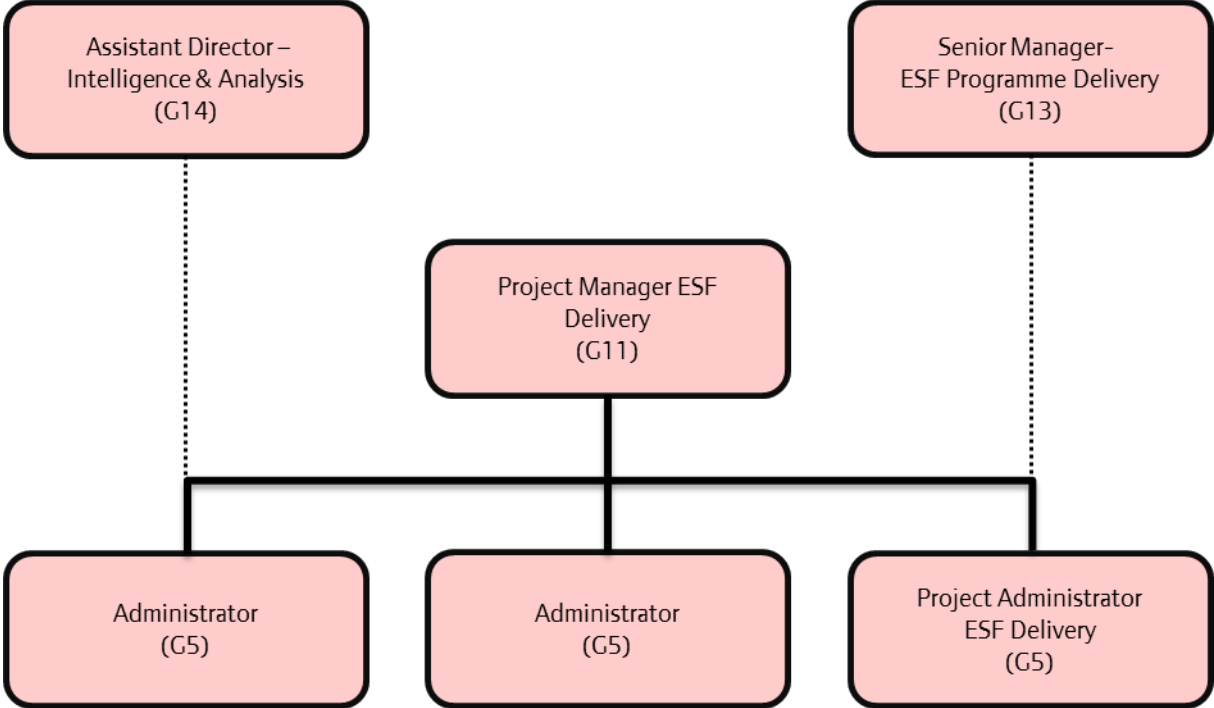 Assistant Director –
Intelligence & Analysis
(G14)
Senior Manager-
ESF Programme Delivery
(G13)
Project Manager ESF
Delivery
(G11)
Administrator
(G5)
Administrator
(G5)
Project Administrator
ESF Delivery
(G5)